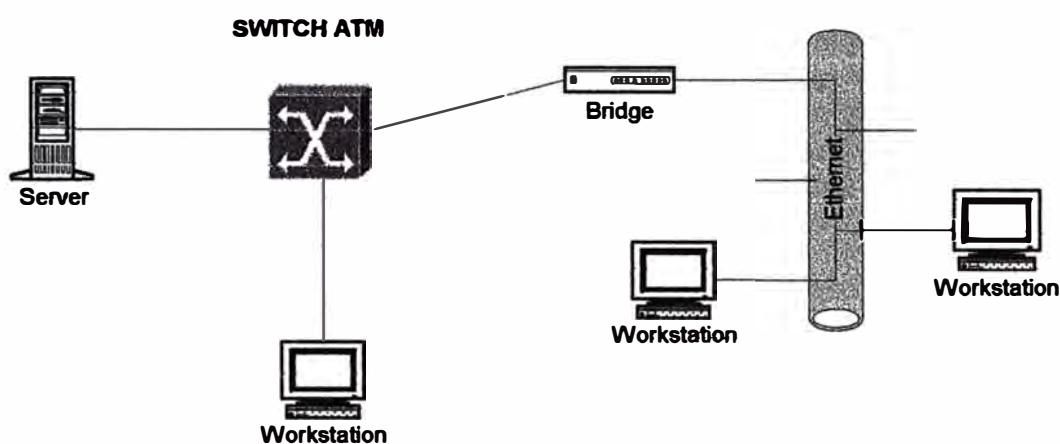 SWITCH ATM
Bridge
Server
Ethernet
Workstation
Workstation
Workstation